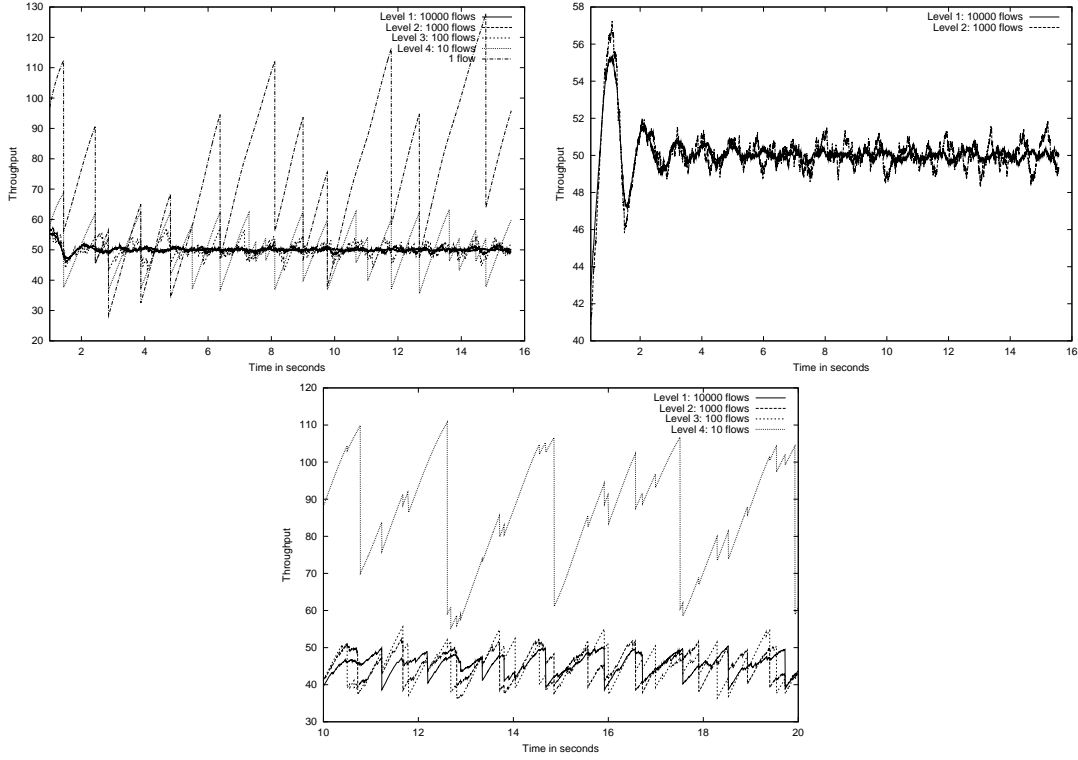 130
120
110
100
90
80
70
60
50
40
30
20
Throughput
Level 1: 10000 flows
Level 2: 1000 flows
Level 3: 100 flows
Level 4: 10 flows
1 flow
2 4 6 8 10 12 14 16
Time in seconds
58
56
54
52
50
48
46
44
42
40
Throughput
Level 1: 10000 flows
Level 2: 1000 flows
2 4 6 8 10 12 14 16
Time in seconds
120
110
100
90
80
70
60
50
40
30
Throughput
Level 1: 10000 flows
Level 2: 1000 flows
Level 3: 100 flows
Level 4: 10 flows
10 12 14 16 18 20
Time in seconds